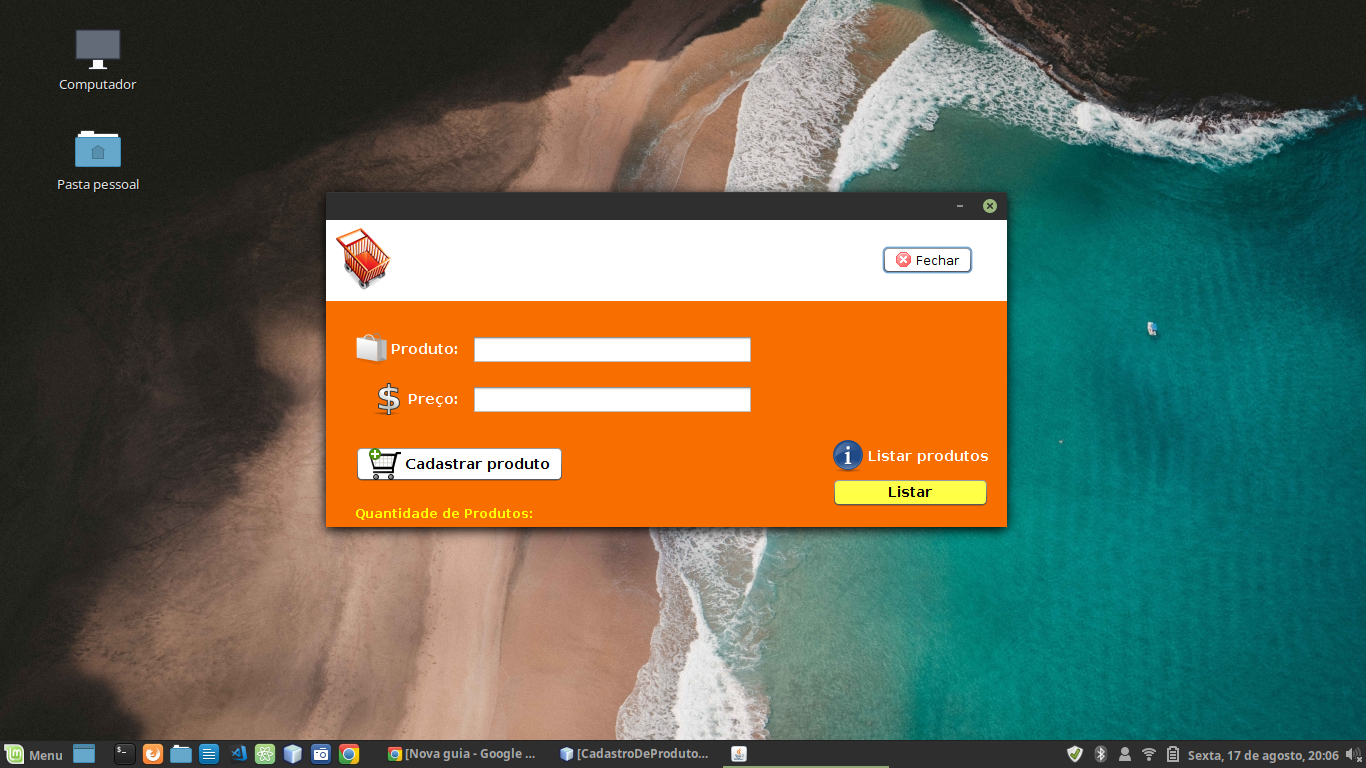 Computador
Pasta pessoal
Fechar
Produto:
$ Preço:
Cadastrar produto
i Listar produtos
Listar
Quantidade de Produtos:
lm Menu
$_
[Nova guia - Google ...
[CadastroDeProduto...
Sexta, 17 de agosto, 20:06